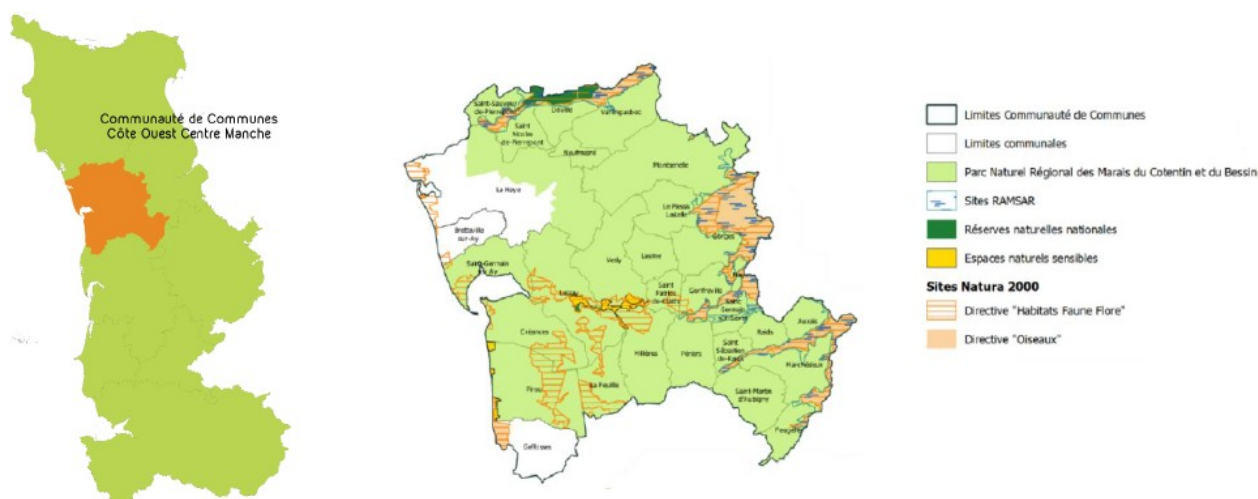 Communauté de Communes
Côte Ouest Centre Manche
Saint-Sauveur
de-Pierrepont
Doville
Varenguebec
Saint
Nicolas
de-Pierrepont
Neufmesnil
Montsenelle
La Haye
Le Plessis
Lastelle
Bretteville
sur-Ay
Gorges
Saint-Germain
sur-Ay
Vesly
Laulne
Lessay
Saint
Patrice
de-Claids
Gonfreville
Nay
Saint
Germain
sur-Sèves
Créances
Millières
Périers
Saint
Sébastien
de-Raids
Raids
Auxais
Marchésieux
Pirou
La Feuillie
Saint-Martin
d'Aubigny
Feugères
Geffosses
Limites Communauté de Communes
Limites communales
Parc Naturel Régional des Marais du Cotentin et du Bessin
Sites RAMSAR
Réserves naturelles nationales
Espaces naturels sensibles
Sites Natura 2000
Directive "Habitats Faune Flore"
Directive "Oiseaux"